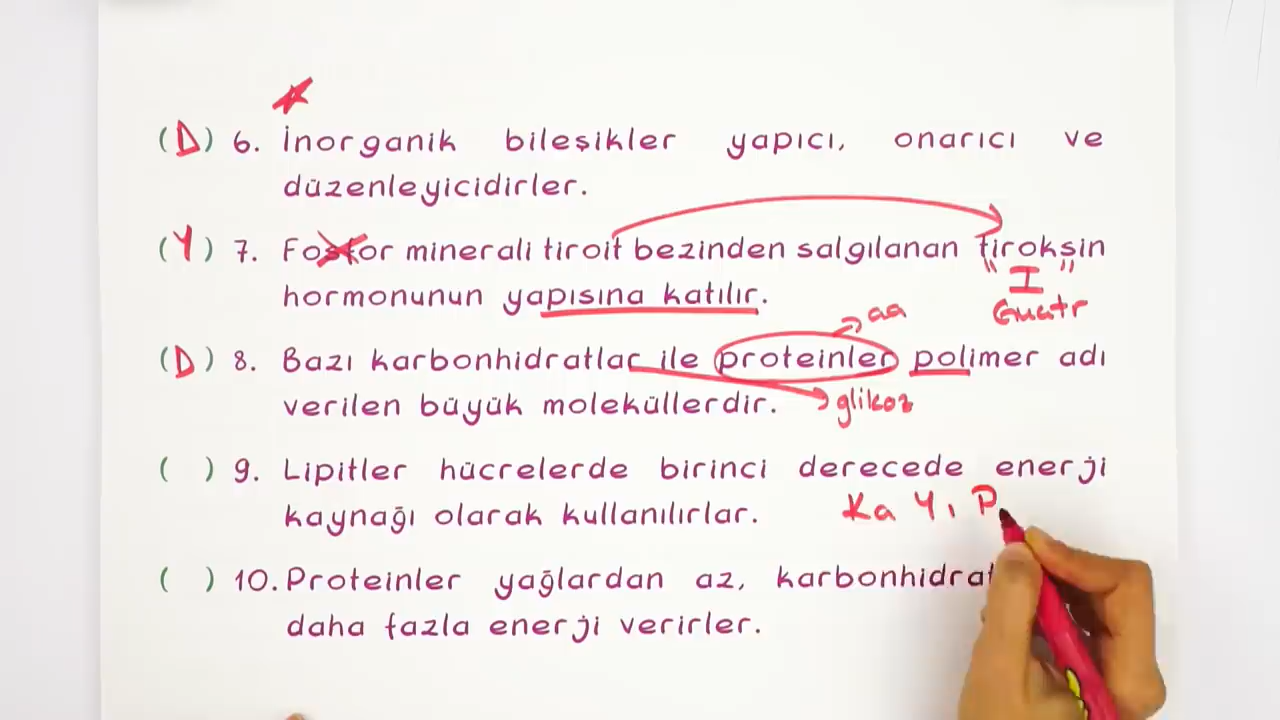 (D) 6. İnorganik bileşikler yapıcı, onarıcı ve
düzenleyicidirler.
(Y) 7. Fosfor minerali tiroit bezinden salgılanan tiroksin
hormonunun yapısına katılır.
"I"
Guatr
aa
(D) 8. Bazı karbonhidratlar ile proteinler polimer adı
verilen büyük moleküllerdir.
glikoz
( ) 9. Lipitler hücrelerde birinci derecede enerji
kaynağı olarak kullanılırlar.
Ka Yı P
( ) 10. Proteinler yağlardan az,
daha fazla enerji verirler.